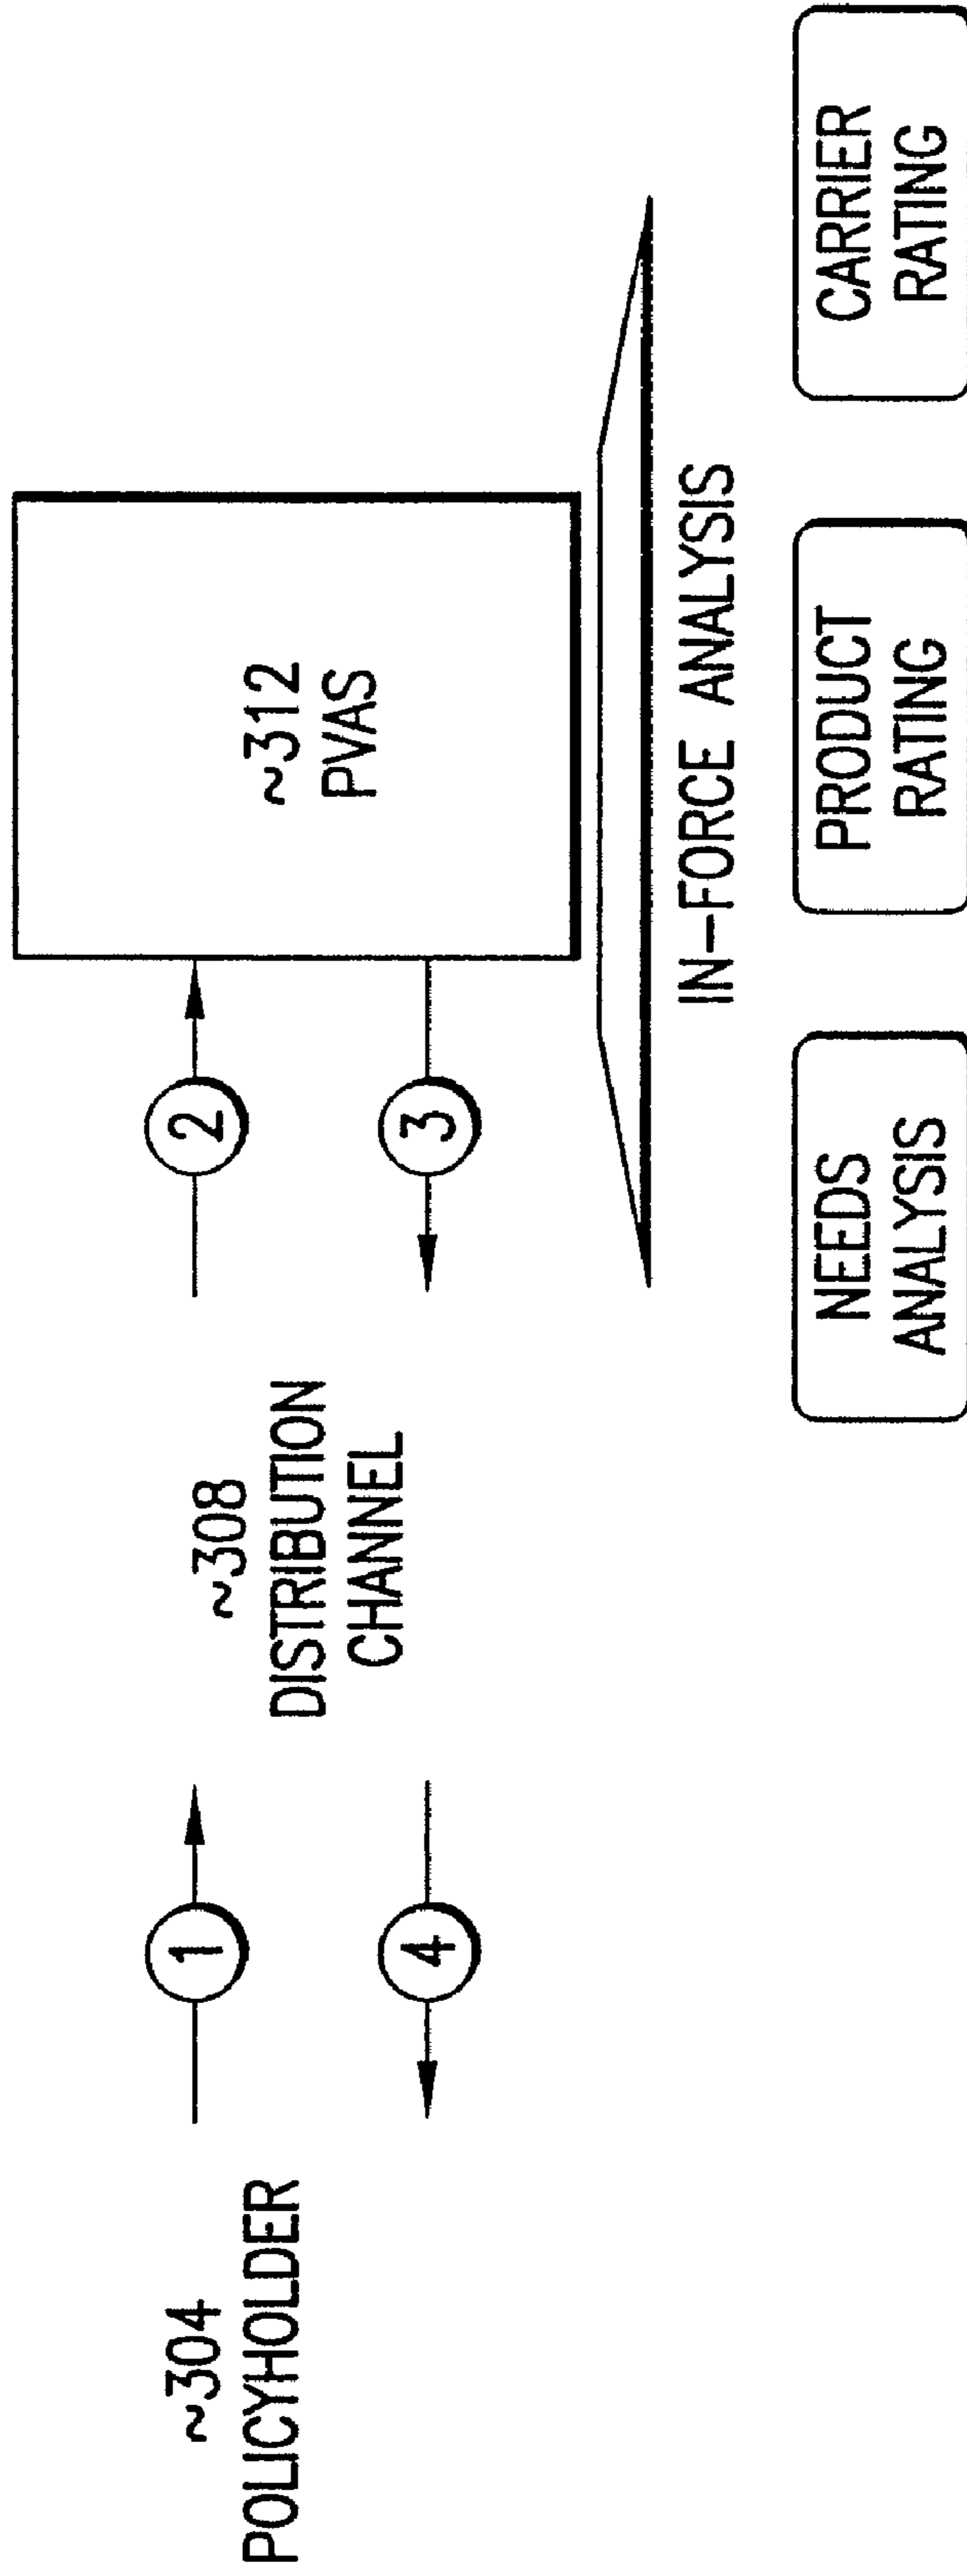 ~304
POLICYHOLDER
1
4
~308
DISTRIBUTION
CHANNEL
2
3
~312
PVAS
IN-FORCE ANALYSIS
NEEDS
ANALYSIS
PRODUCT
RATING
CARRIER
RATING